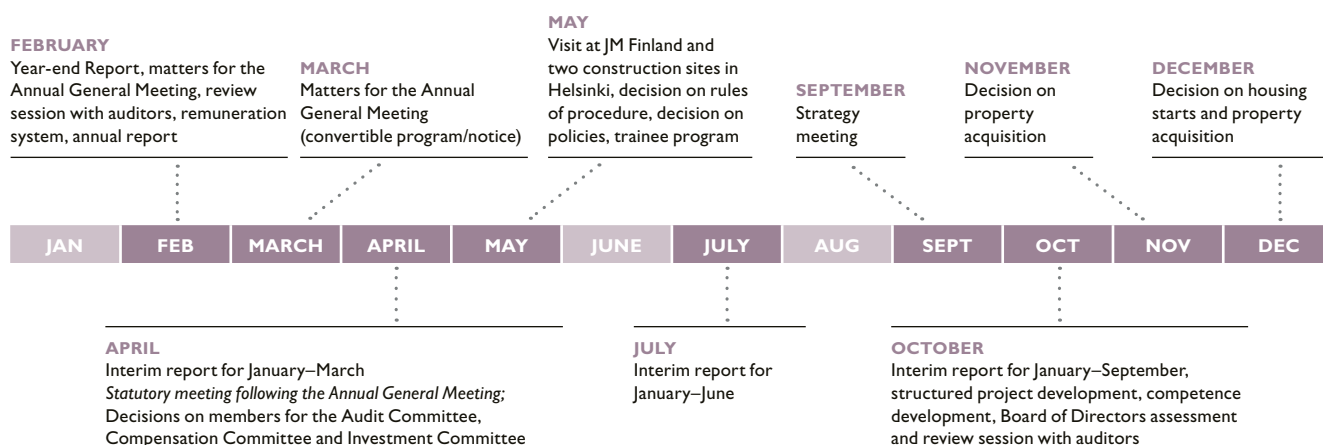 FEBRUARY
Year-end Report, matters for the
Annual General Meeting, review
session with auditors, remuneration
system, annual report
MARCH
Matters for the Annual
General Meeting
(convertible program/notice)
MAY
Visit at JM Finland and
two construction sites in
Helsinki, decision on rules
of procedure, decision on
policies, trainee program
SEPTEMBER
Strategy
meeting
NOVEMBER
Decision on
property
acquisition
DECEMBER
Decision on housing
starts and property
acquisition
JAN
FEB
MARCH
APRIL
MAY
JUNE
JULY
AUG
SEPT
OCT
NOV
DEC
APRIL
Interim report for January–March
Statutory meeting following the Annual General Meeting;
Decisions on members for the Audit Committee,
Compensation Committee and Investment Committee
JULY
Interim report for
January–June
OCTOBER
Interim report for January–September,
structured project development, competence
development, Board of Directors assessment
and review session with auditors